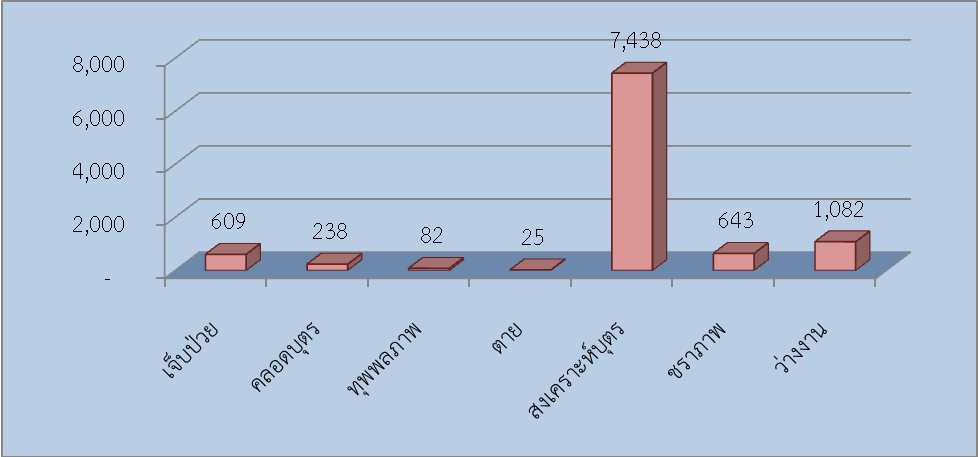 7,438
8,000
6,000
4,000
2,000
-
609
238
82
25
643
1,082
เจ็บป่วย
คลอดบุตร
ทุพพลภาพ
ตาย
สงเคราะห์บุตร
ชราภาพ
ว่างงาน